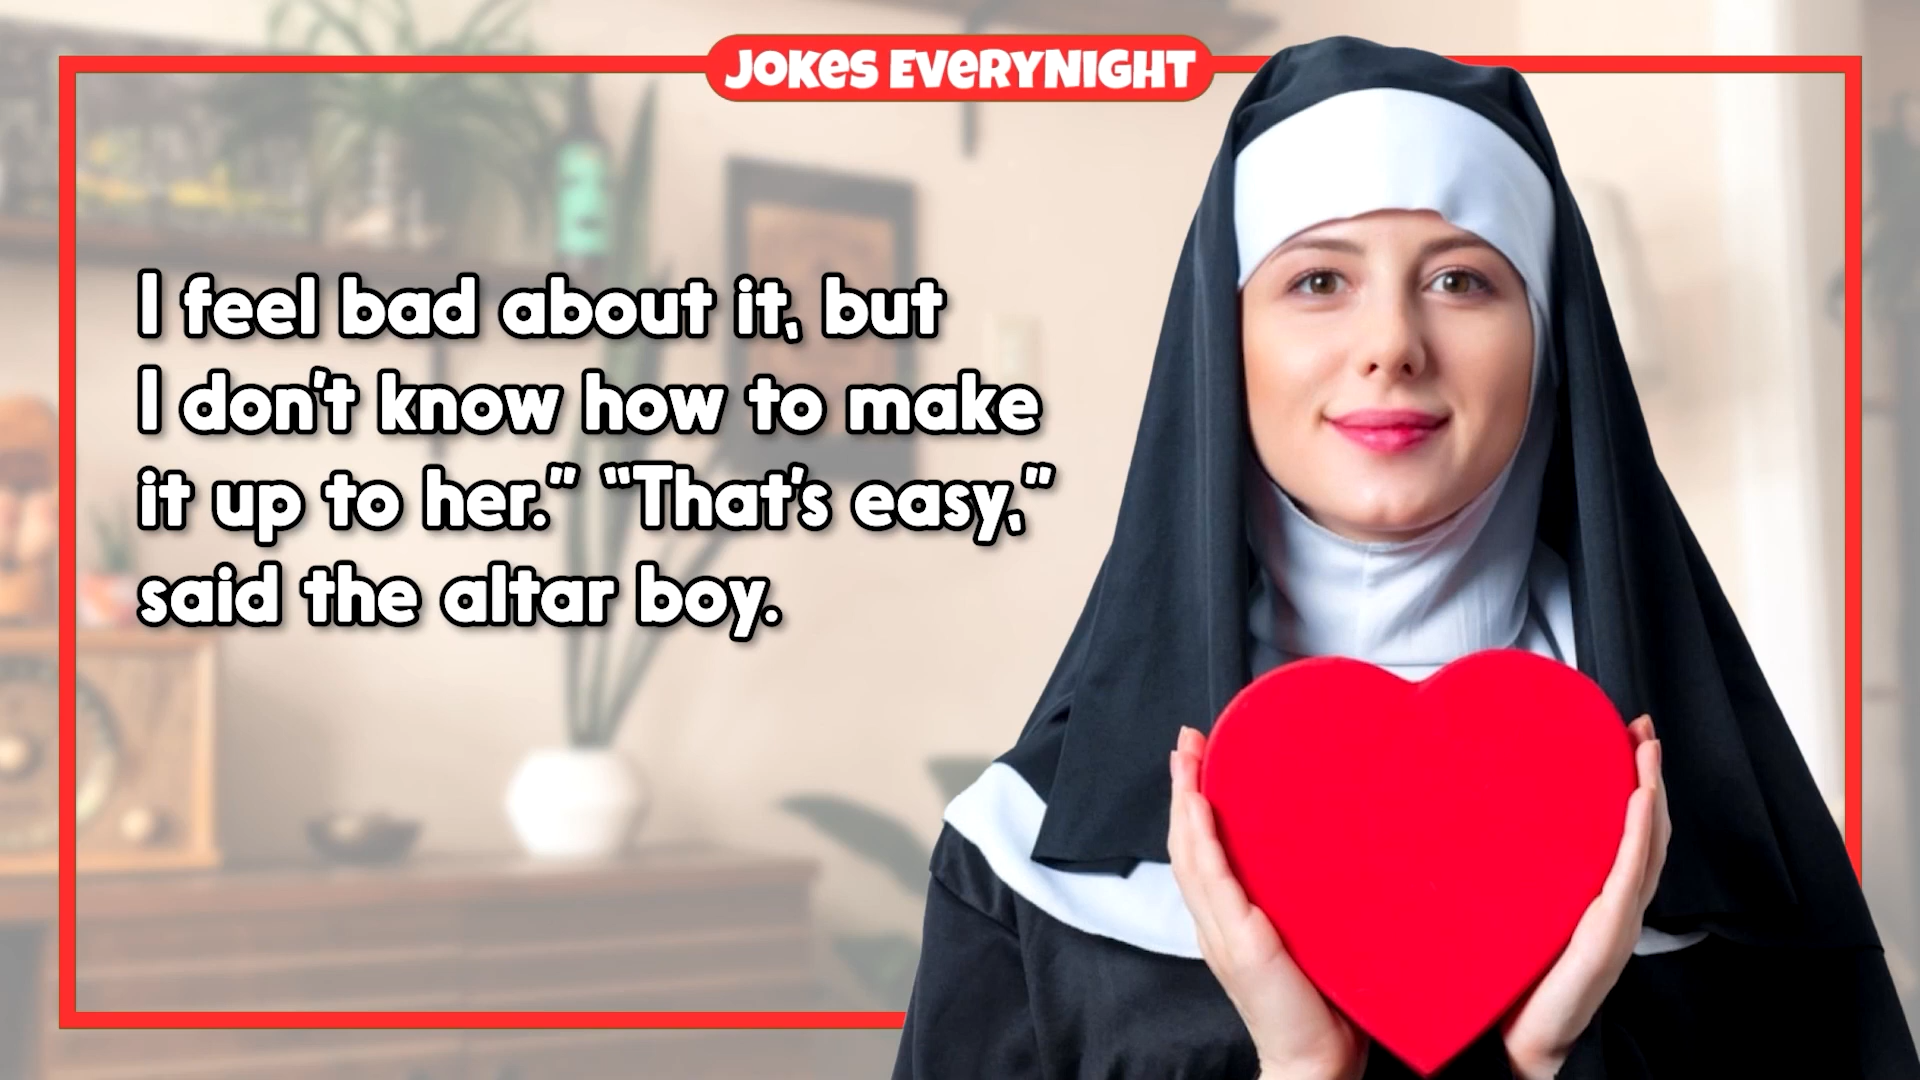 JOKES EVERYNIGHT
I feel bad about it, but
I don't know how to make
it up to her.” “That's easy,”
said the altar boy.